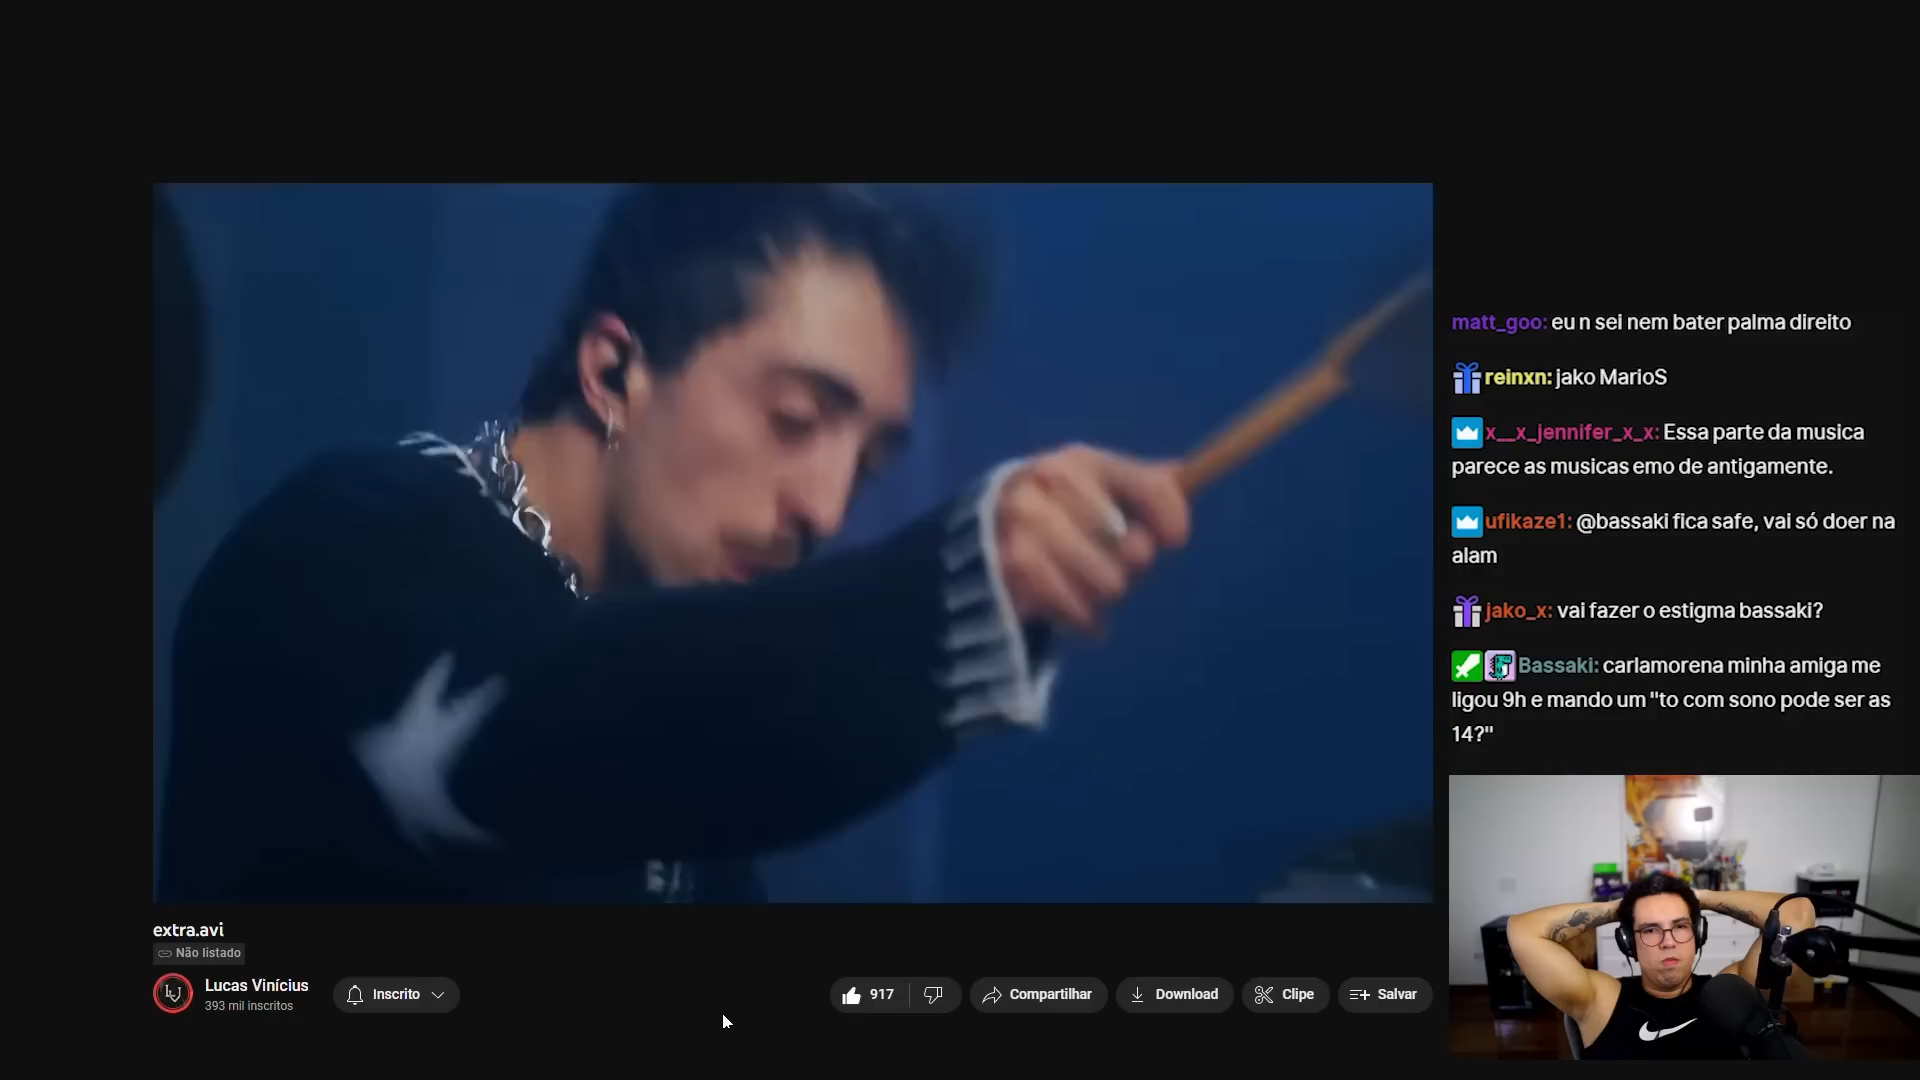 matt_goo: eu n sei nem bater palma direito
reinxn: jako MarioS
x__x_jennifer_x_x: Essa parte da musica
parece as musicas emo de antigamente.
ufikaze1: @bassaki fica safe, vai só doer na
alam
jako_x: vai fazer o estigma bassaki?
Bassaki: carlamorena minha amiga me
ligou 9h e mando um "to com sono pode ser as
14?"
extra.avi
Não listado
Lucas Vinícius
393 mil inscritos
Inscrito
917
Compartilhar
Download
Clipe
Salvar